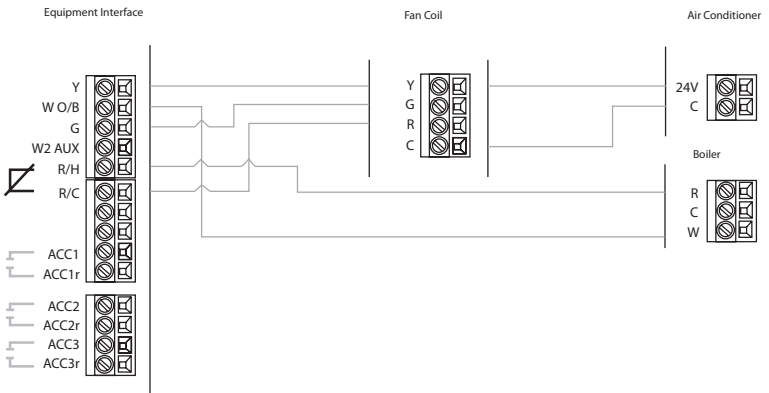 Equipment Interface
Fan Coil
Air Conditioner
Y
W O/B
G
W2 AUX
R/H
R/C
ACC1
ACC1r
ACC2
ACC2r
ACC3
ACC3r
Y
G
R
C
24V
C
Boiler
R
C
W